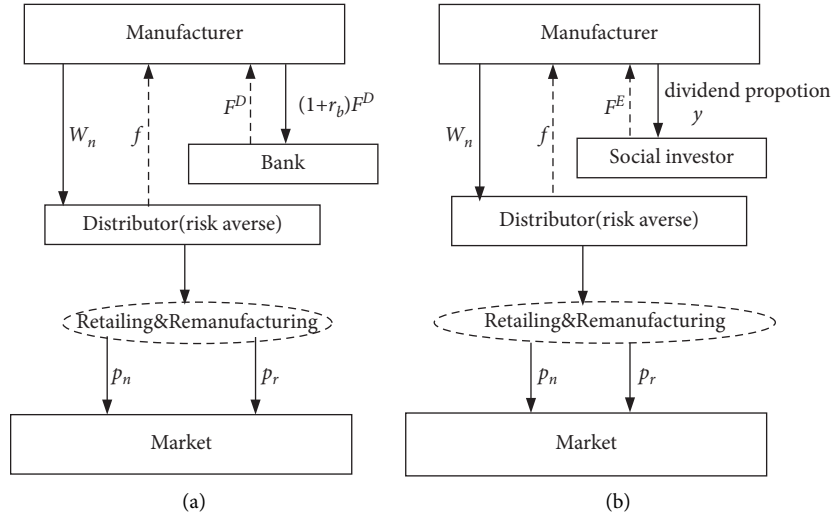 Manufacturer
W_n
f
F^D
(1+r_b)F^D
Bank
Distributor(risk averse)
Retailing&Remanufacturing
p_n
p_r
Market
(a)
Manufacturer
W_n
f
F^E
dividend propotion
y
Social investor
Distributor(risk averse)
Retailing&Remanufacturing
p_n
p_r
Market
(b)